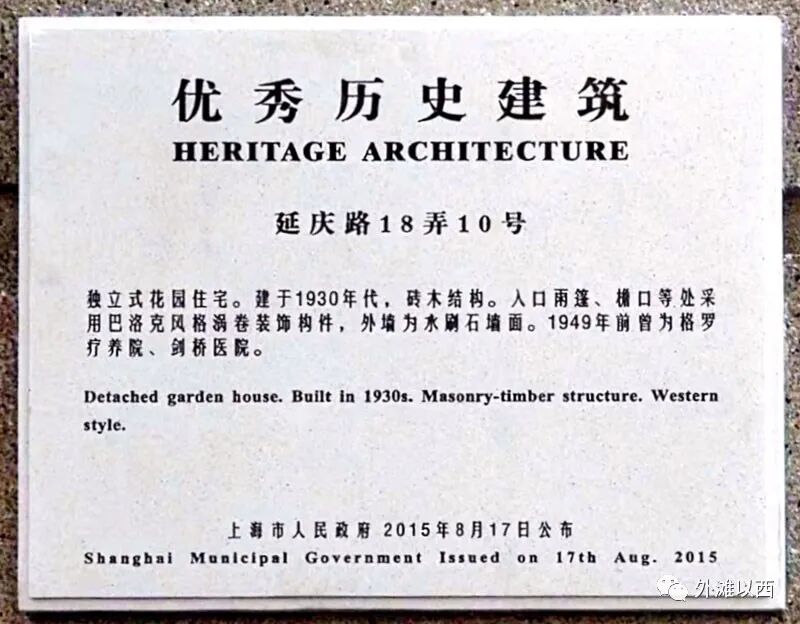 优秀历史建筑
HERITAGE ARCHITECTURE
延庆路18弄10号
独立式花园住宅。建于1930年代，砖木结构。入口雨篷、檐口等处采
用巴洛克风格涡卷装饰构件，外墙为水刷石墙面。1949年前曾为格罗
疗养院、剑桥医院。
Detached garden house. Built in 1930s. Masonry-timber structure. Western
style.
上海市人民政府 2015年8月17日公布
Shanghai Municipal Government Issued on 17th Aug. 2015
外滩以西